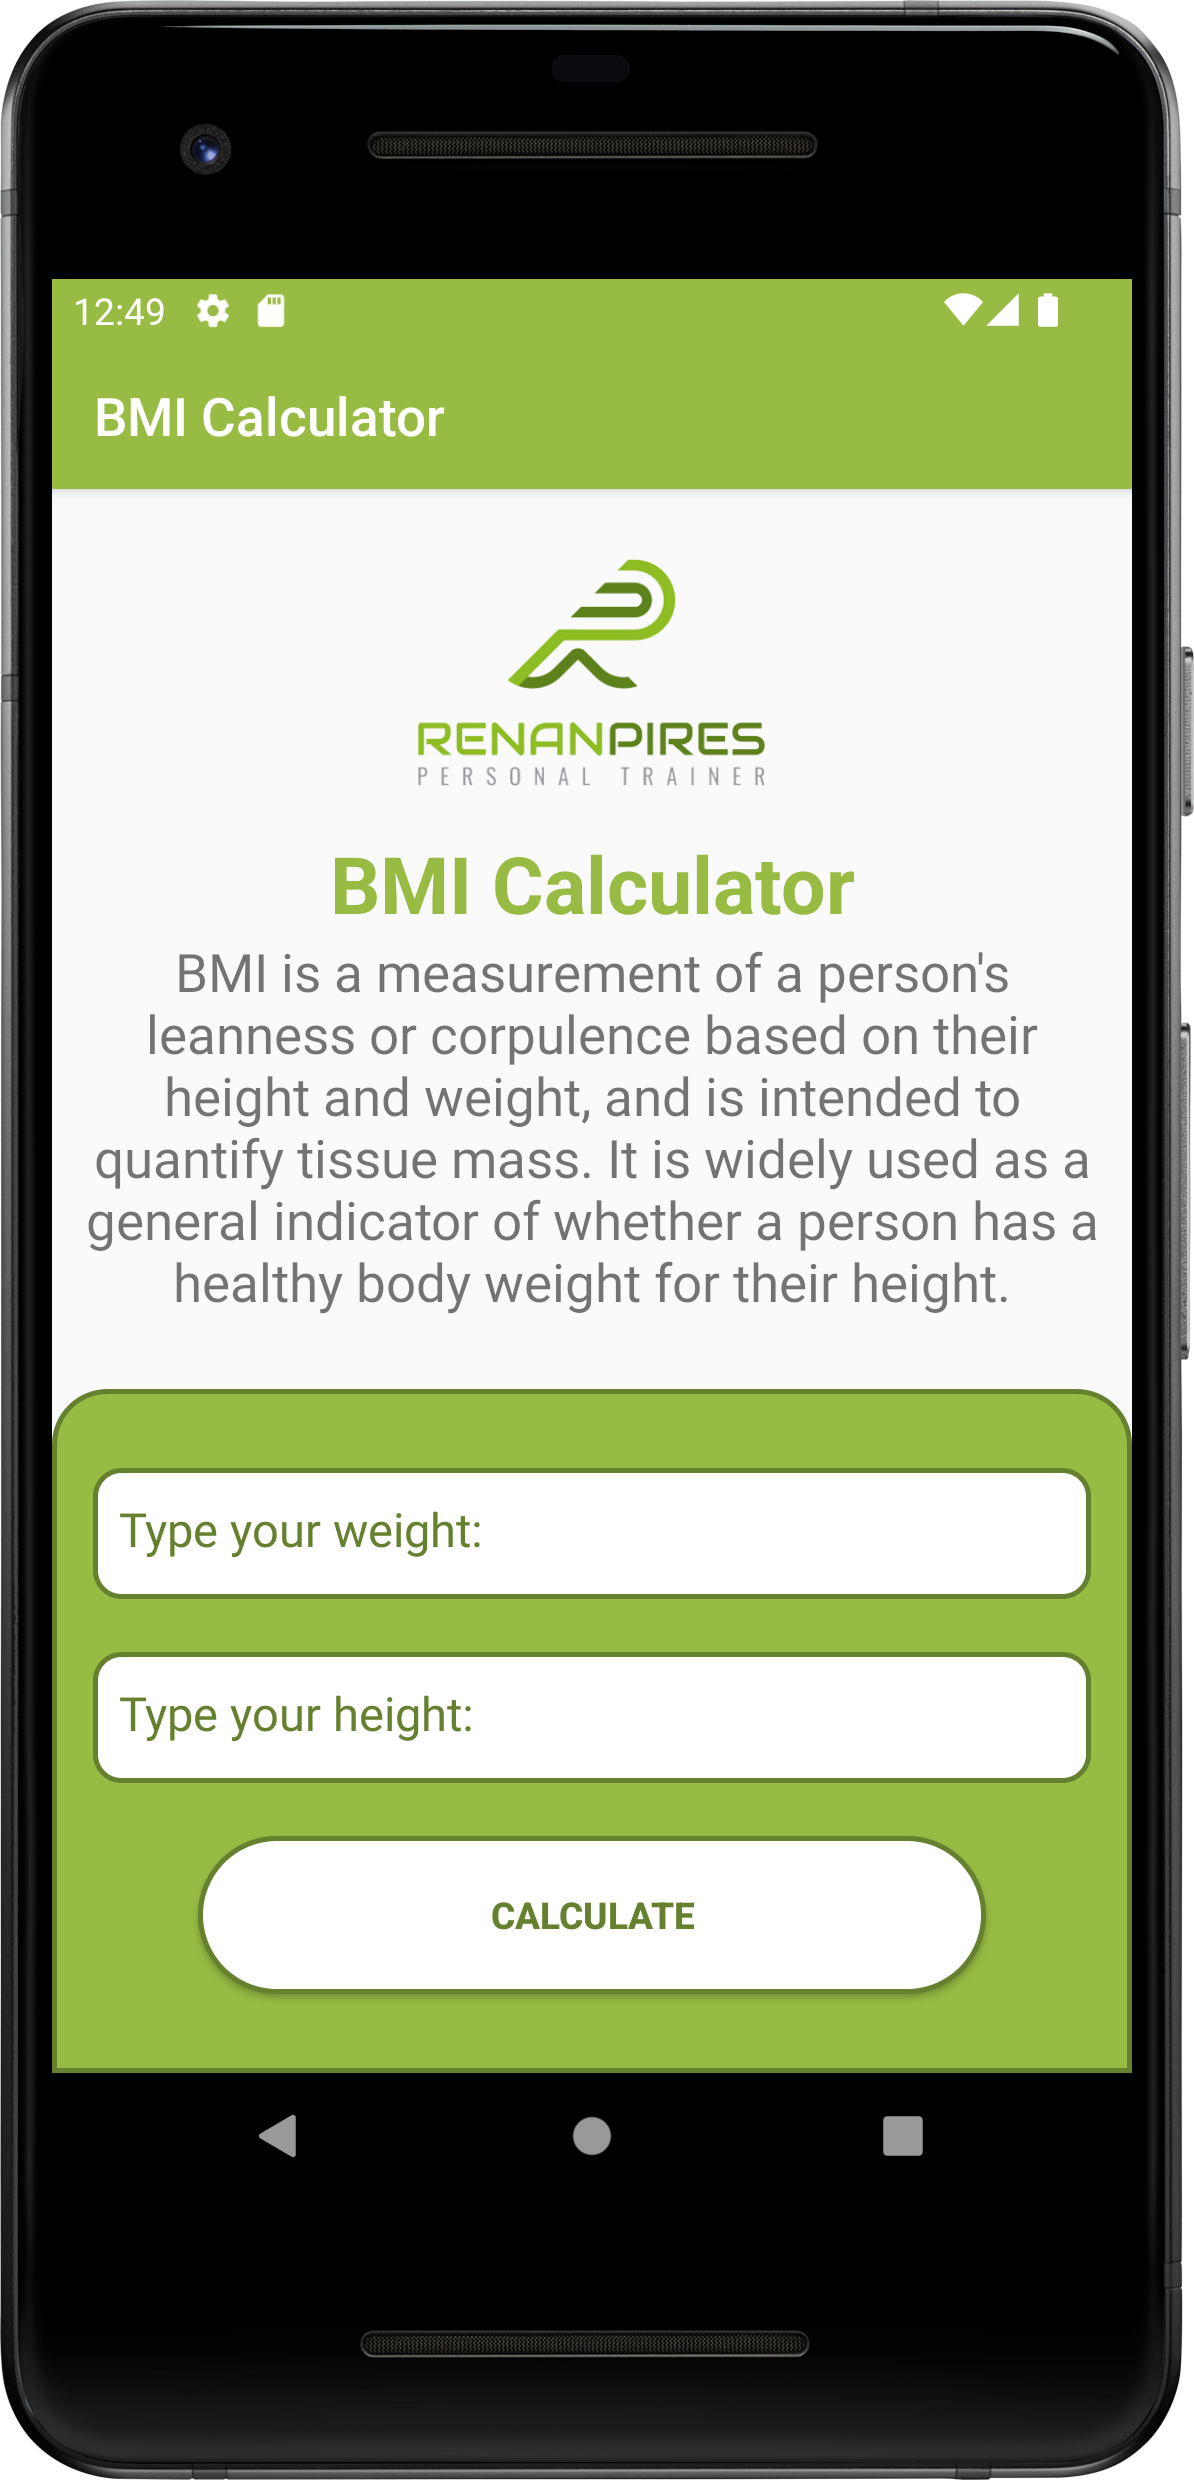 12:49
BMI Calculator
RENANPIRES
PERSONAL TRAINER
BMI Calculator
BMI is a measurement of a person's
leanness or corpulence based on their
height and weight, and is intended to
quantify tissue mass. It is widely used as a
general indicator of whether a person has a
healthy body weight for their height.
Type your weight:
Type your height:
CALCULATE